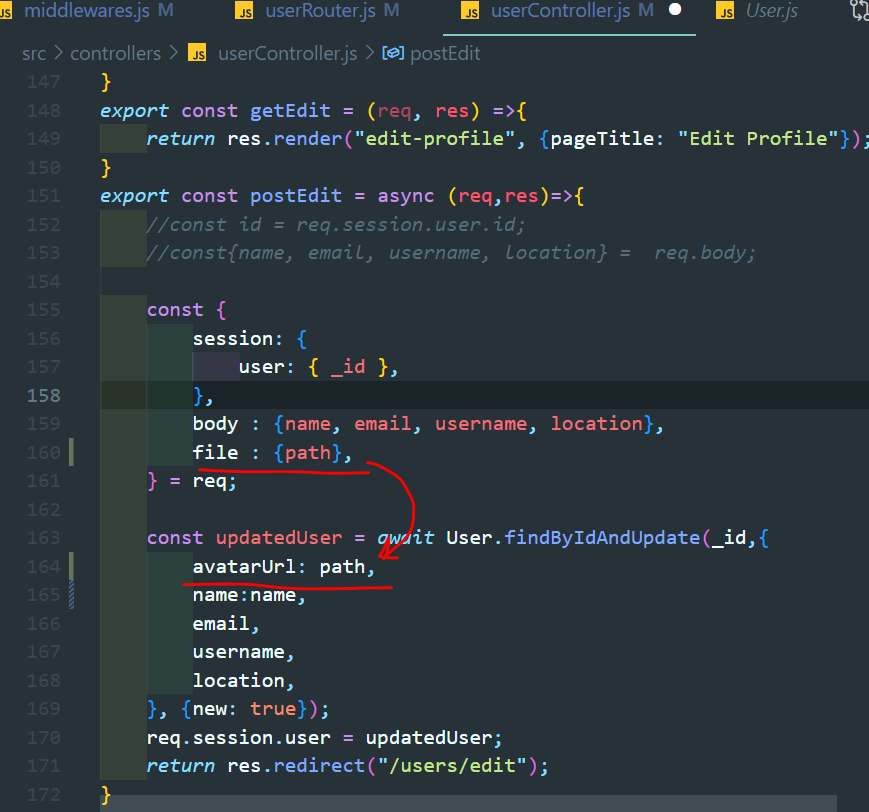 JS middlewares.js M JS userRouter.js M JS userController.js M JS User.js
src > controllers > JS userController.js > postEdit
147 }
148 export const getEdit = (req, res) =>{
149 return res.render("edit-profile", {pageTitle: "Edit Profile"});
150 }
151 export const postEdit = async (req,res)=>{
152 //const id = req.session.user.id;
153 //const{name, email, username, location} =  req.body;
154
155 const {
156 session: {
157 user: { _id },
158 },
159 body : {name, email, username, location},
160 file : {path},
161 } = req;
162
163 const updatedUser = await User.findByIdAndUpdate(_id,{
164 avatarUrl: path,
165 name:name,
166 email,
167 username,
168 location,
169 }, {new: true});
170 req.session.user = updatedUser;
171 return res.redirect("/users/edit");
172 }